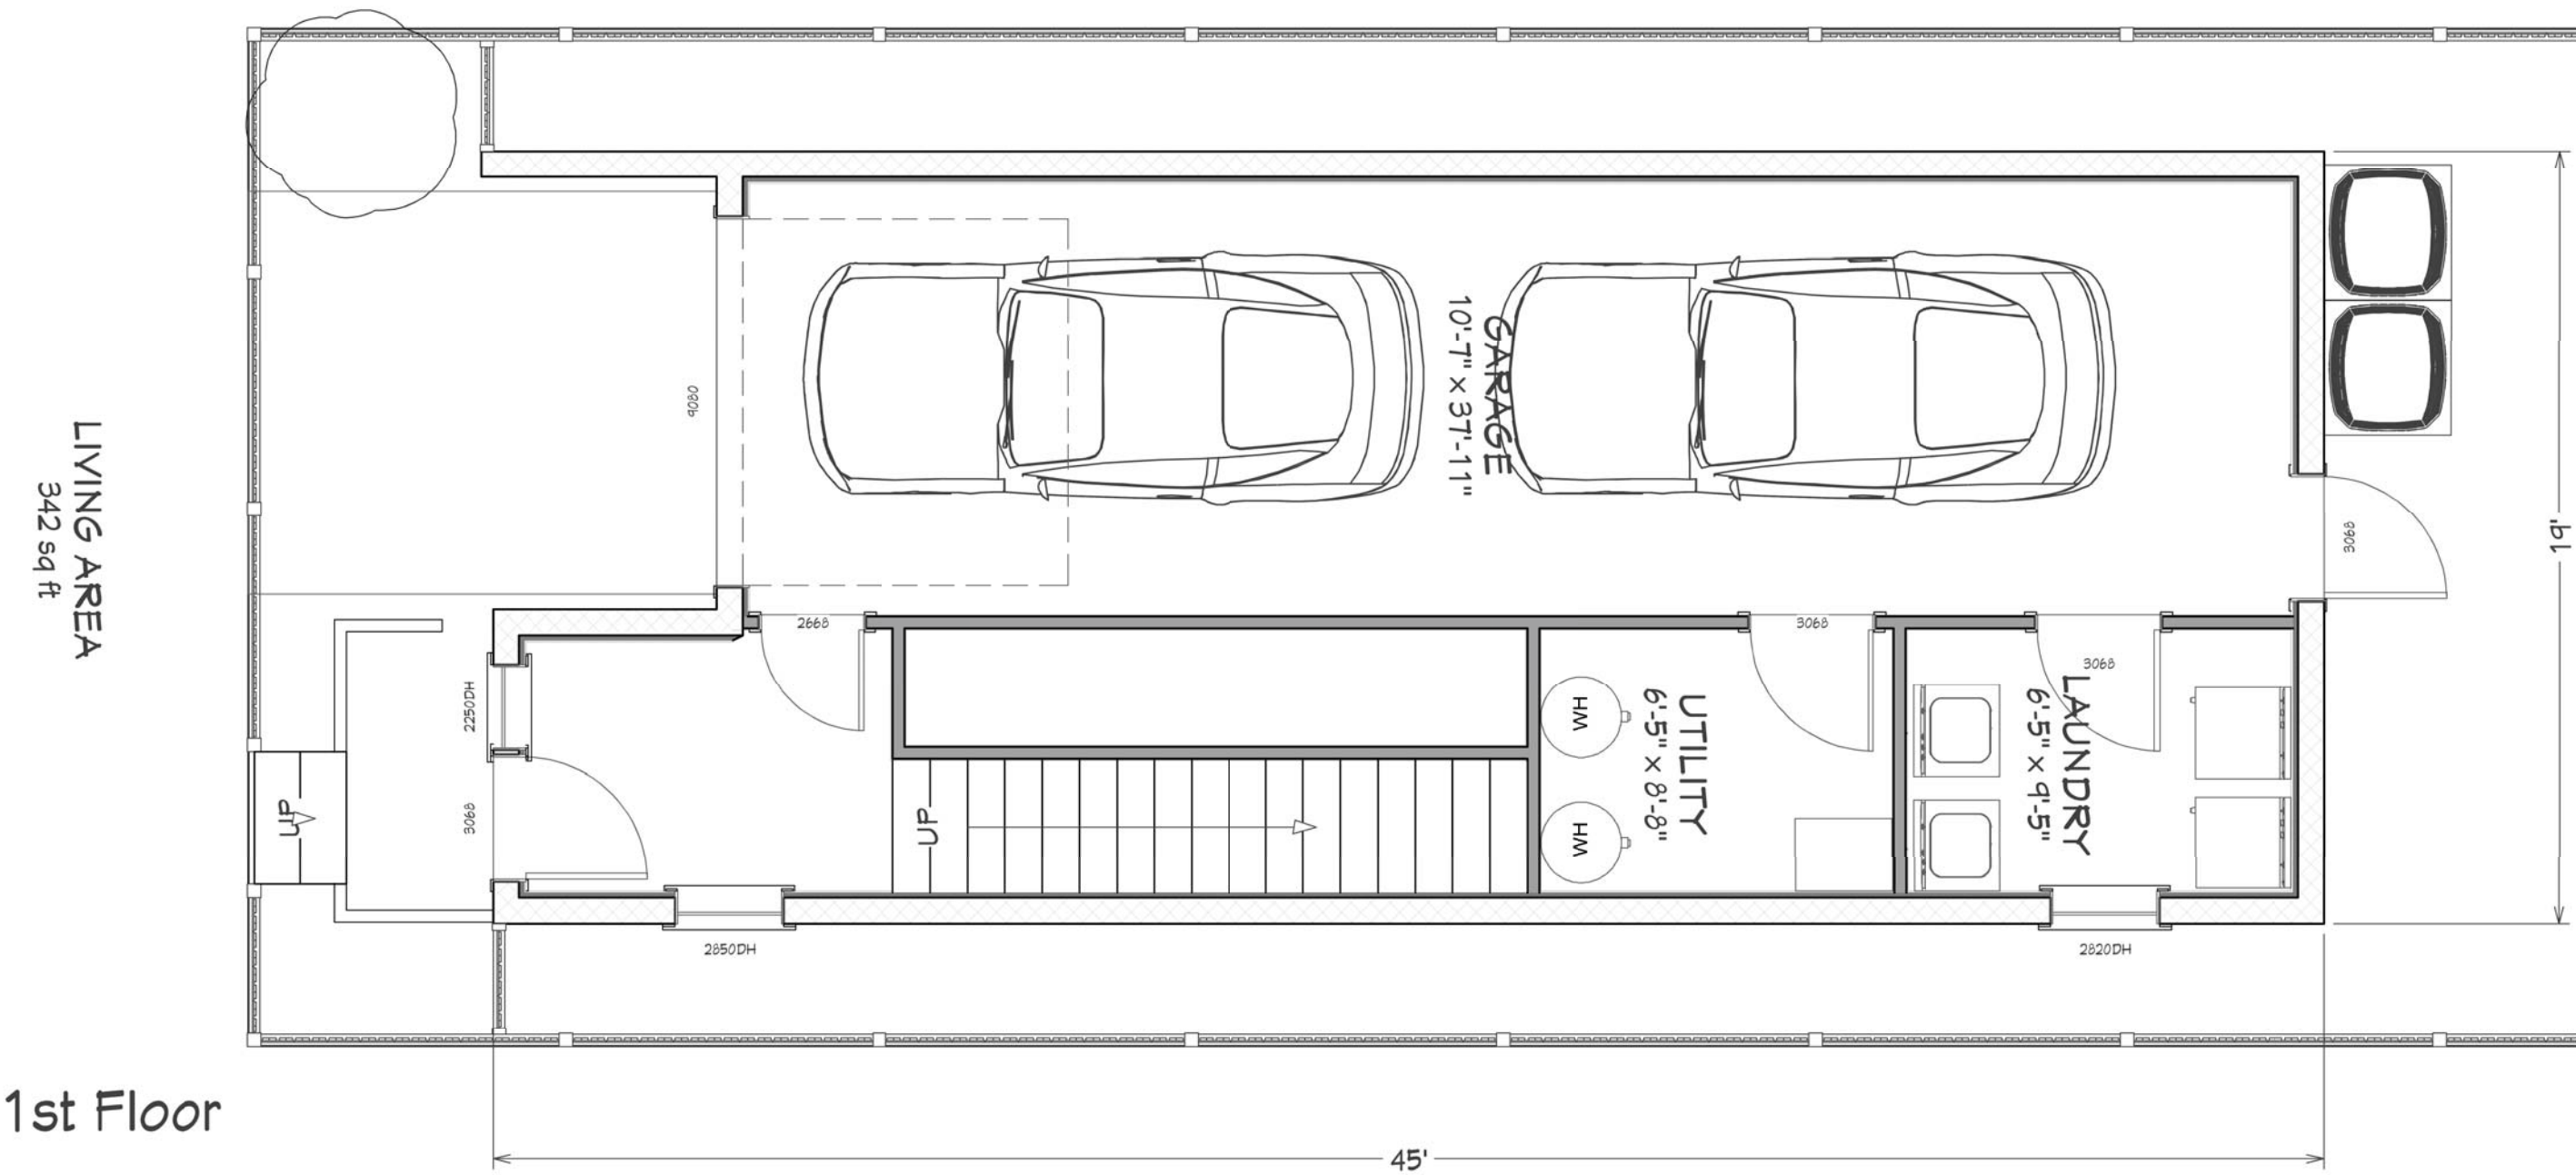 LIVING AREA
342 sq ft
9080
GARAGE
10'-7" x 37'-11"
3068
19'
2668
3068
3068
2250DH
3068
UP
UP
WH
WH
UTILITY
6'-5" x 8'-8"
LAUNDRY
6'-5" x 9'-5"
2850DH
2820DH
1st Floor
45'